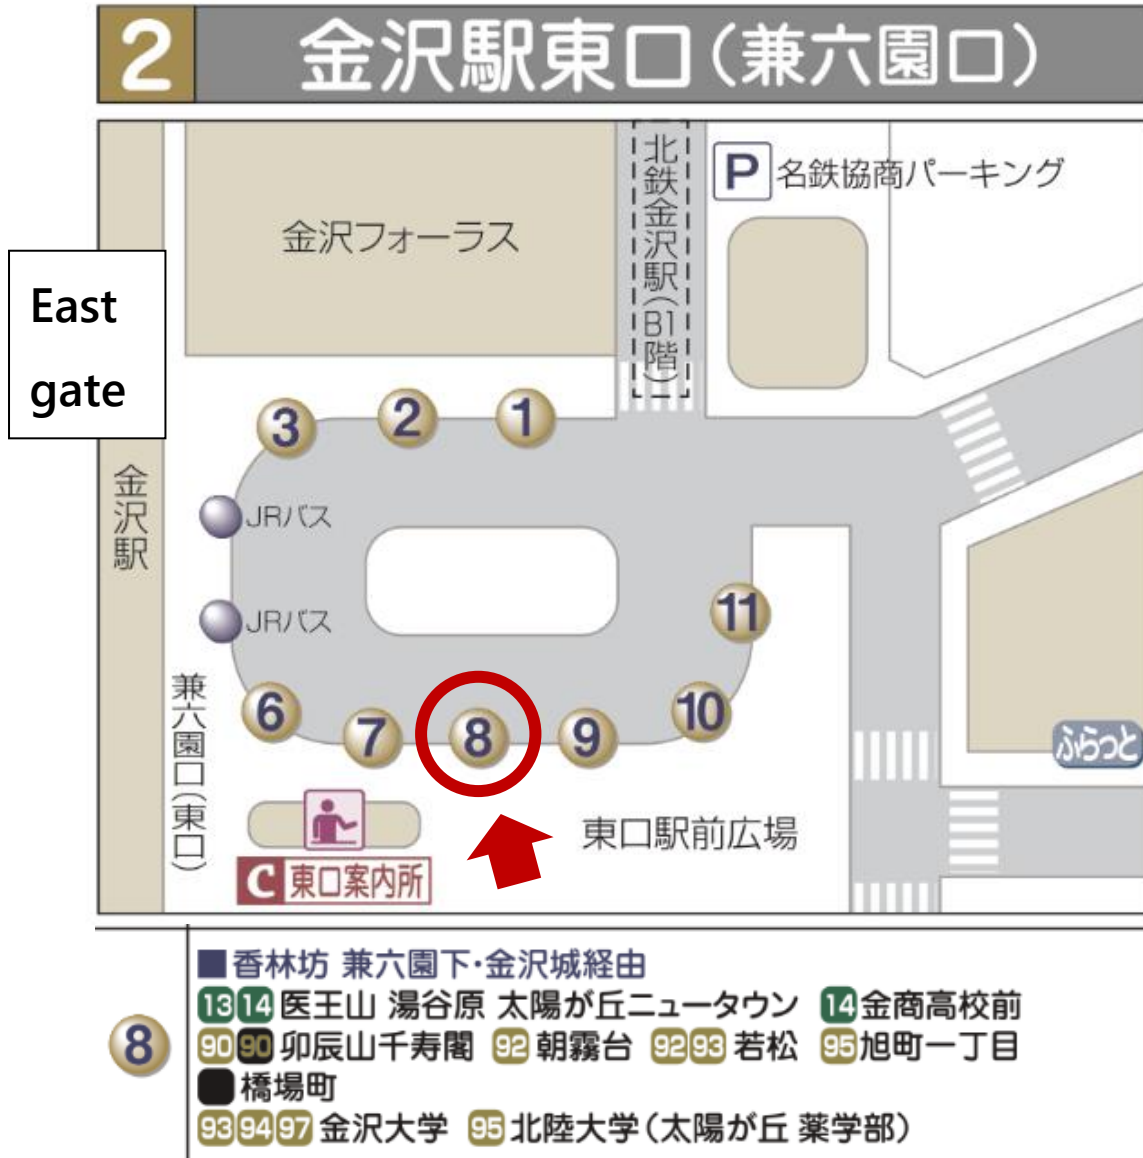 2 金沢駅東口(兼六園口)
北鉄金沢駅(B1階)
P 名鉄協商パーキング
金沢フォーラス
East
gate
3 2 1
金沢駅
JRバス
JRバス
11
兼六園口(東口)
6 7 8 9 10
ふらっと
東口駅前広場
C 東口案内所
8
■香林坊 兼六園下・金沢城経由
13 14 医王山 湯谷原 太陽が丘ニュータウン 14 金商高校前
90 90 卯辰山千寿閣 92 朝霧台 92 93 若松 95 旭町一丁目
■橋場町
93 94 97 金沢大学 95 北陸大学(太陽が丘 薬学部)